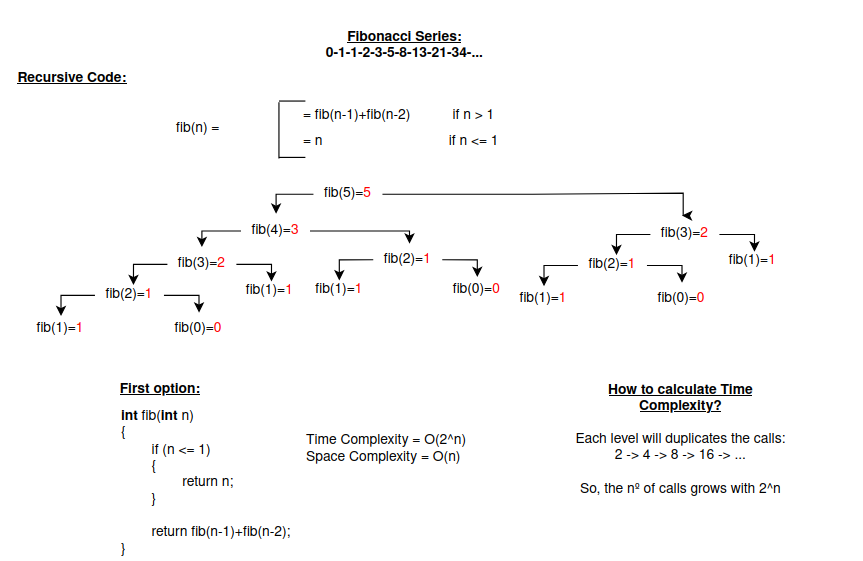 Fibonacci Series:
0-1-1-2-3-5-8-13-21-34-...
Recursive Code:
fib(n) =
= fib(n-1)+fib(n-2) if n > 1
= n if n <= 1
fib(5)=5
fib(4)=3
fib(3)=2
fib(3)=2
fib(2)=1
fib(2)=1
fib(1)=1
fib(2)=1
fib(1)=1
fib(1)=1
fib(0)=0
fib(1)=1
fib(0)=0
fib(1)=1
fib(0)=0
First option:
int fib(int n)
{
if (n <= 1)
{
return n;
}
return fib(n-1)+fib(n-2);
}
Time Complexity = O(2^n)
Space Complexity = O(n)
How to calculate Time
Complexity?
Each level will duplicates the calls:
2 -> 4 -> 8 -> 16 -> ...
So, the nº of calls grows with 2^n